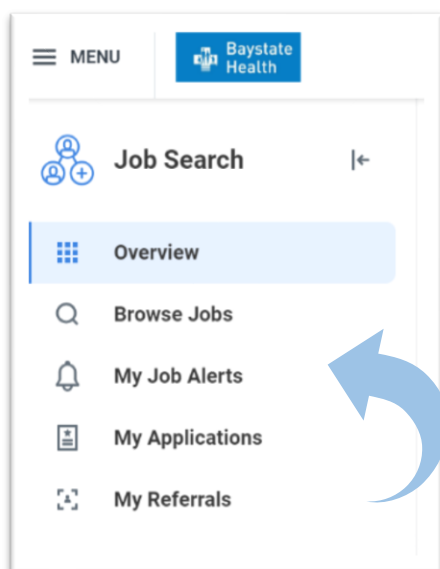 MENU
Baystate
Health
Job Search
Overview
Browse Jobs
My Job Alerts
My Applications
My Referrals